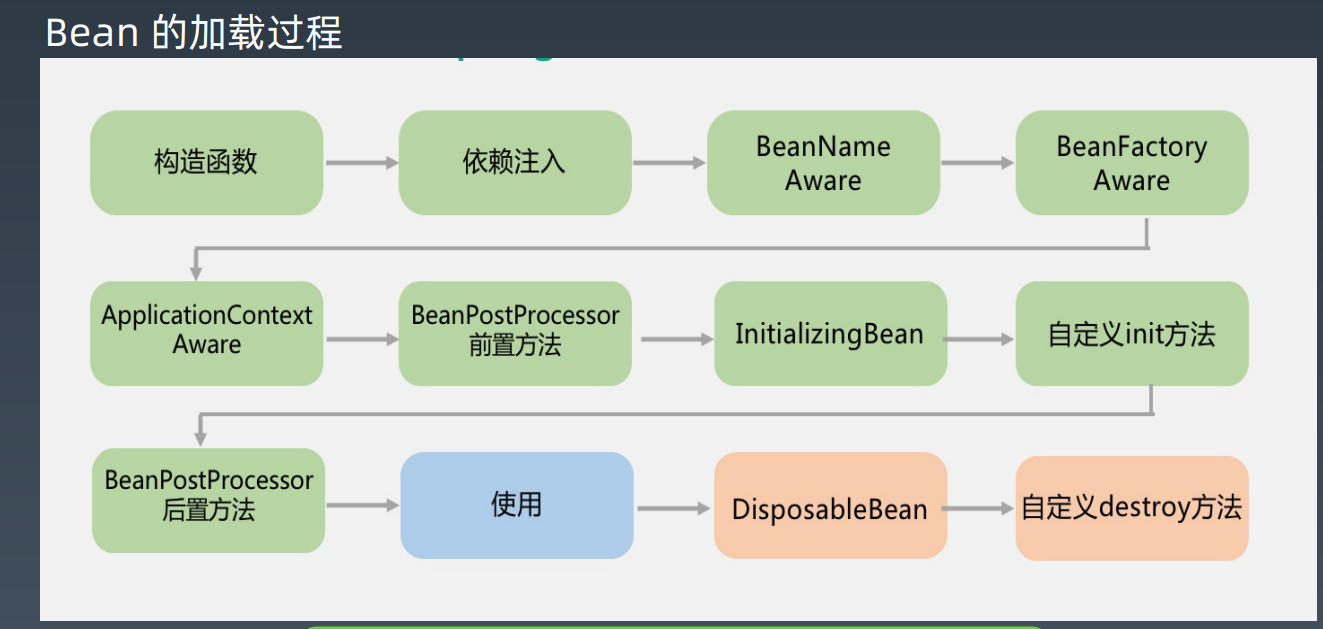 Bean 的加载过程
构造函数
依赖注入
BeanName
Aware
BeanFactory
Aware
ApplicationContext
Aware
BeanPostProcessor
前置方法
InitializingBean
自定义init方法
BeanPostProcessor
后置方法
使用
DisposableBean
自定义destroy方法